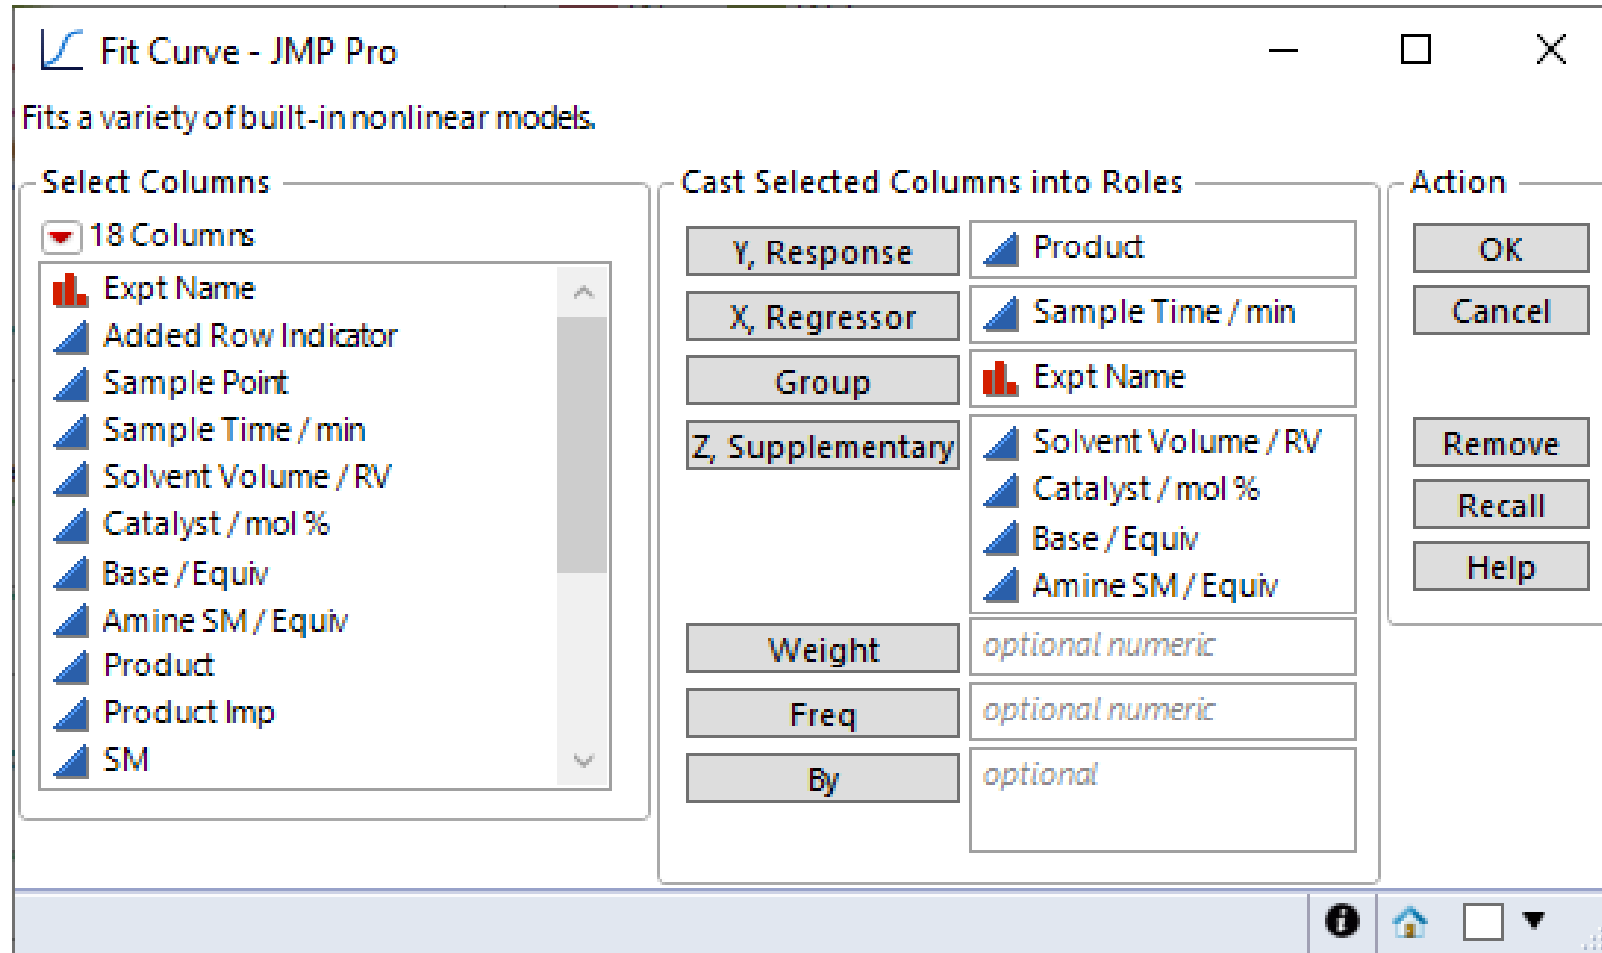 Fit Curve - JMP Pro
Fits a variety of built-in nonlinear models.
Select Columns
18 Columns
Expt Name
Added Row Indicator
Sample Point
Sample Time / min
Solvent Volume / RV
Catalyst / mol %
Base / Equiv
Amine SM / Equiv
Product
Product Imp
SM
Cast Selected Columns into Roles
Y, Response
Product
X, Regressor
Sample Time / min
Group
Expt Name
Z, Supplementary
Solvent Volume / RV
Catalyst / mol %
Base / Equiv
Amine SM / Equiv
Weight
optional numeric
Freq
optional numeric
By
optional
Action
OK
Cancel
Remove
Recall
Help